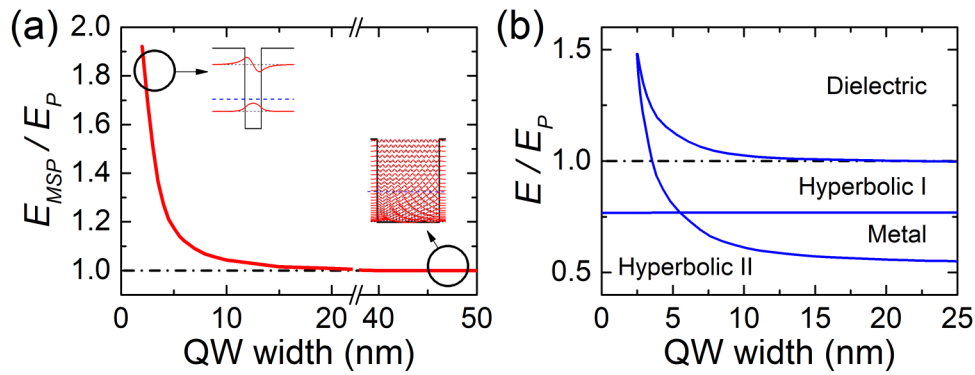 (a)
2.0
1.8
1.6
1.4
1.2
1.0
E_MSP / E_P
0
10
20
40
50
QW width (nm)
(b)
1.5
1.0
0.5
E / E_P
Dielectric
Hyperbolic I
Metal
Hyperbolic II
0
5
10
15
20
25
QW width (nm)